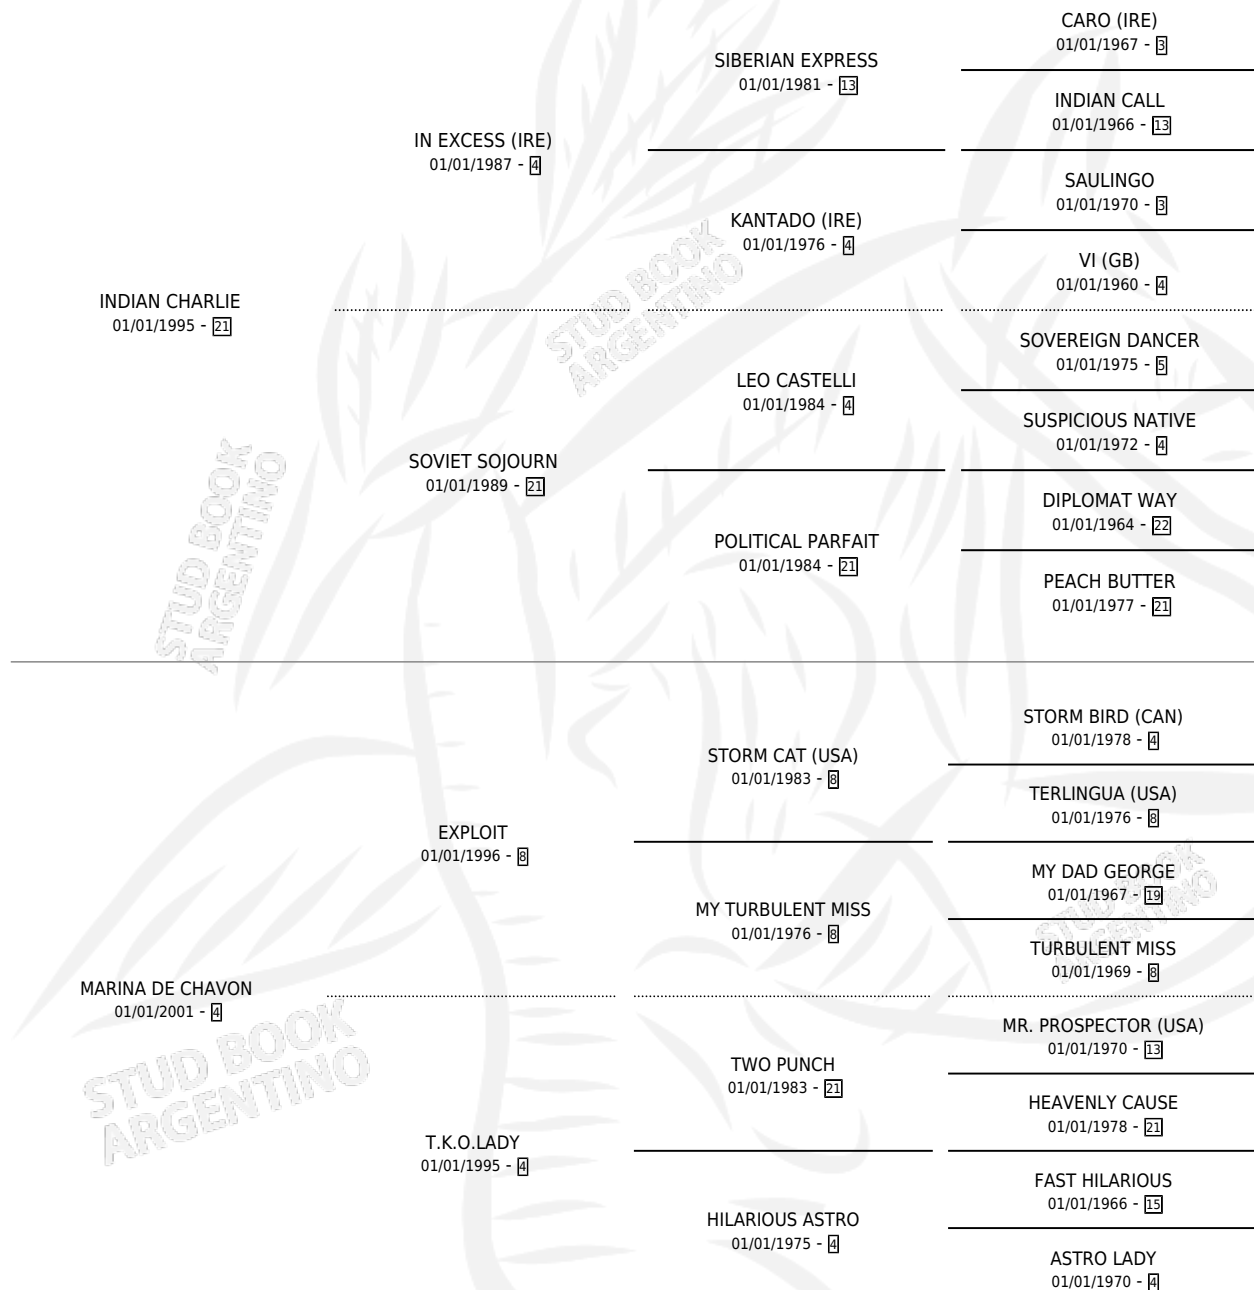 CARO (IRE)
01/01/1967 - 3
SIBERIAN EXPRESS
01/01/1981 - 13
INDIAN CALL
01/01/1966 - 13
IN EXCESS (IRE)
01/01/1987 - 4
SAULINGO
01/01/1970 - 3
KANTADO (IRE)
01/01/1976 - 4
VI (GB)
01/01/1960 - 4
INDIAN CHARLIE
01/01/1995 - 21
SOVEREIGN DANCER
01/01/1975 - 5
LEO CASTELLI
01/01/1984 - 4
SUSPICIOUS NATIVE
01/01/1972 - 4
SOVIET SOJOURN
01/01/1989 - 21
DIPLOMAT WAY
01/01/1964 - 22
POLITICAL PARFAIT
01/01/1984 - 21
PEACH BUTTER
01/01/1977 - 21
STORM BIRD (CAN)
01/01/1978 - 4
STORM CAT (USA)
01/01/1983 - 8
TERLINGUA (USA)
01/01/1976 - 8
EXPLOIT
01/01/1996 - 8
MY DAD GEORGE
01/01/1967 - 19
MY TURBULENT MISS
01/01/1976 - 8
TURBULENT MISS
01/01/1969 - 8
MARINA DE CHAVON
01/01/2001 - 4
MR. PROSPECTOR (USA)
01/01/1970 - 13
TWO PUNCH
01/01/1983 - 21
HEAVENLY CAUSE
01/01/1978 - 21
T.K.O.LADY
01/01/1995 - 4
FAST HILARIOUS
01/01/1966 - 15
HILARIOUS ASTRO
01/01/1975 - 4
ASTRO LADY
01/01/1970 - 4
STUD BOOK
ARGENTINO
STUD BOOK
ARGENTINO
STUD BOOK
ARGENTINO
STUD BOOK
ARGENTINO